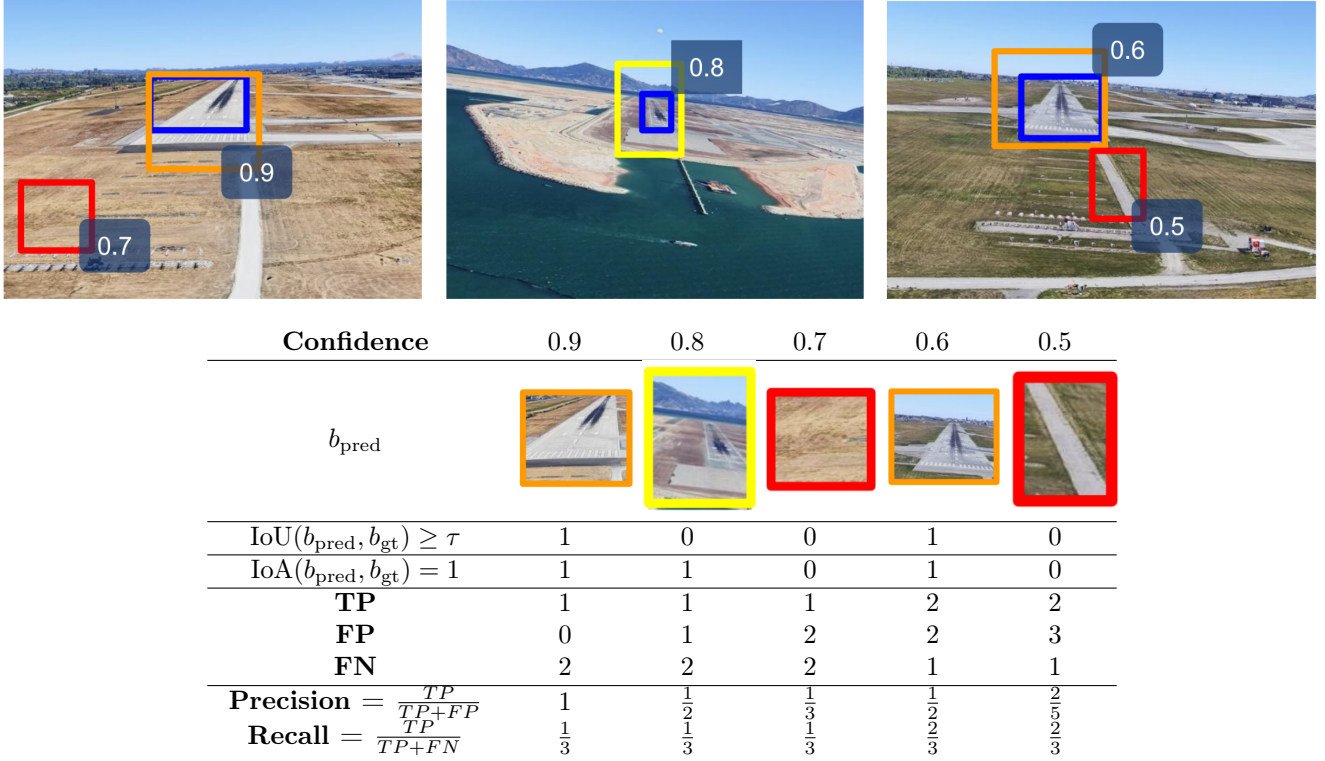 0.9
0.7
0.8
0.6
0.5
Confidence 0.9 0.8 0.7 0.6 0.5
b_pred
IoU(b_pred, b_gt) ≥ τ 1 0 0 1 0
IoA(b_pred, b_gt) = 1 1 1 0 1 0
TP 1 1 1 2 2
FP 0 1 2 2 3
FN 2 2 2 1 1
Precision = TP/(TP+FP) 1 1/2 1/3 1/2 2/5
Recall = TP/(TP+FN) 1/3 1/3 1/3 2/3 2/3